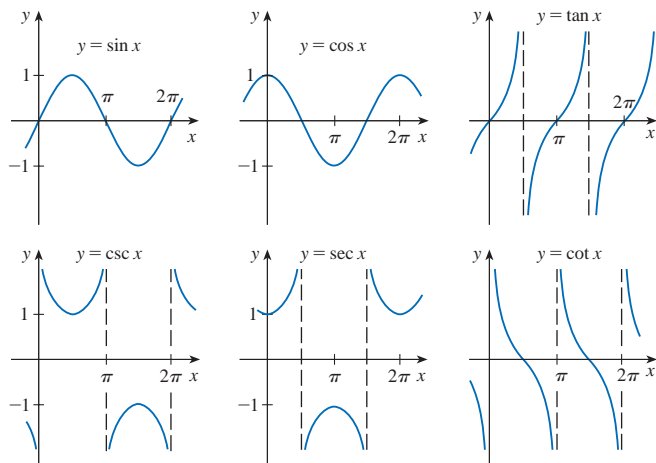 y
y = sin x
1
π
2π
x
−1
y
y = cos x
1
π
2π
x
−1
y
y = tan x
2π
π
x
y
y = csc x
1
π
2π
x
−1
y
y = sec x
1
π
2π
x
−1
y
y = cot x
π
2π
x